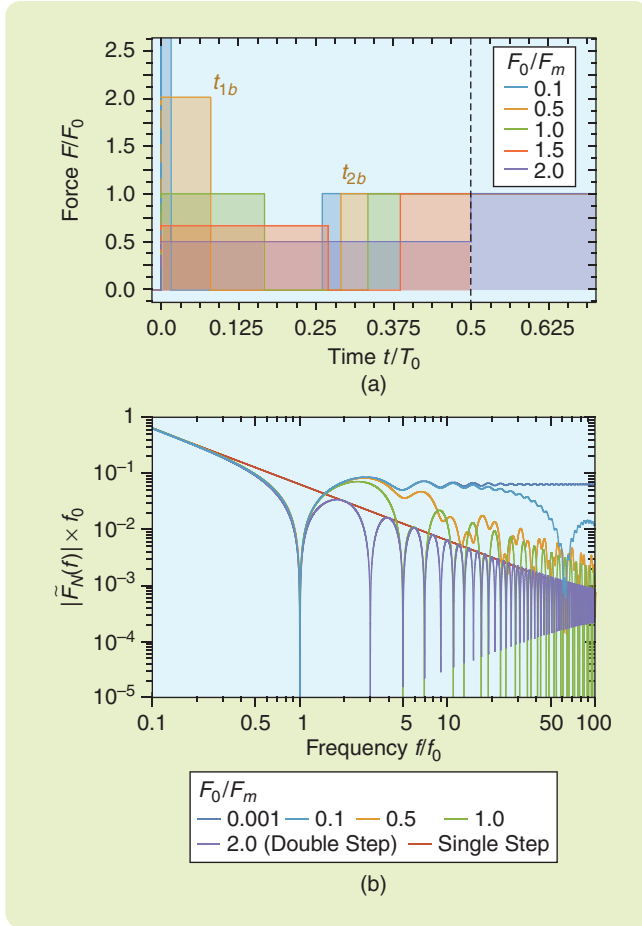 F₀/Fₘ
0.1
0.5
1.0
1.5
2.0
t₁b
t₂b
2.5
2.0
1.5
1.0
0.5
0.0
Force F/F₀
0.0 0.125 0.25 0.375 0.5 0.625
Time t/T₀
(a)
1
10⁻¹
10⁻²
10⁻³
10⁻⁴
10⁻⁵
|F̃_N(f)| × f₀
0.1 0.5 1 5 10 50 100
Frequency f/f₀
F₀/Fₘ
0.001 0.1 0.5 1.0
2.0 (Double Step) Single Step
(b)